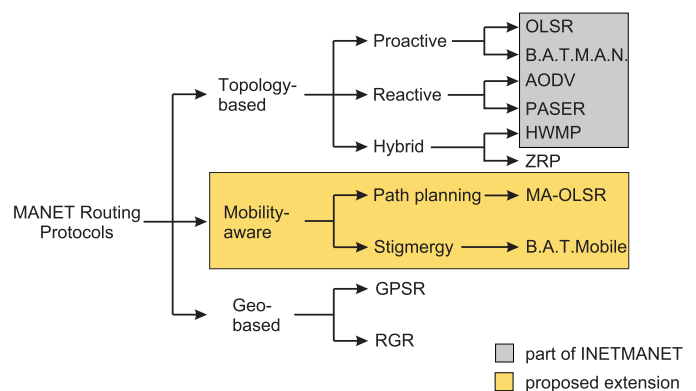 MANET Routing
Protocols
Topology-
based
Proactive
OLSR
B.A.T.M.A.N.
Reactive
AODV
PASER
Hybrid
HWMP
ZRP
Mobility-
aware
Path planning
MA-OLSR
Stigmergy
B.A.T.Mobile
Geo-
based
GPSR
RGR
part of INETMANET
proposed extension